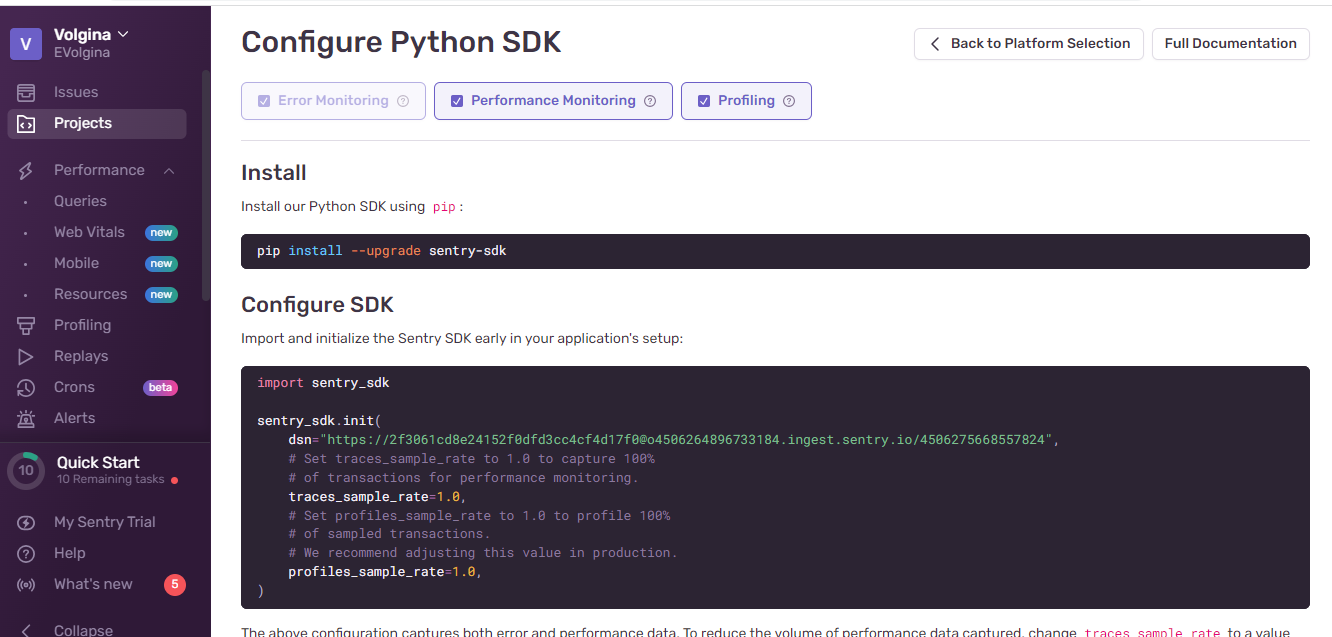 V
Volgina
EVolgina
Issues
Projects
Performance
Queries
Web Vitals new
Mobile new
Resources new
Profiling
Replays
Crons beta
Alerts
10
Quick Start
10 Remaining tasks
My Sentry Trial
Help
What's new 5
Collapse
Configure Python SDK
Back to Platform Selection
Full Documentation
Error Monitoring ?
Performance Monitoring ?
Profiling ?
Install
Install our Python SDK using pip :
pip install --upgrade sentry-sdk
Configure SDK
Import and initialize the Sentry SDK early in your application's setup:
import sentry_sdk
sentry_sdk.init(
dsn="https://2f3061cd8e24152f0dfd3cc4cf4d17f0@o4506264896733184.ingest.sentry.io/4506275668557824",
# Set traces_sample_rate to 1.0 to capture 100%
# of transactions for performance monitoring.
traces_sample_rate=1.0,
# Set profiles_sample_rate to 1.0 to profile 100%
# of sampled transactions.
# We recommend adjusting this value in production.
profiles_sample_rate=1.0,
)
The above configuration captures both error and performance data. To reduce the volume of performance data captured, change traces_sample_rate to a value